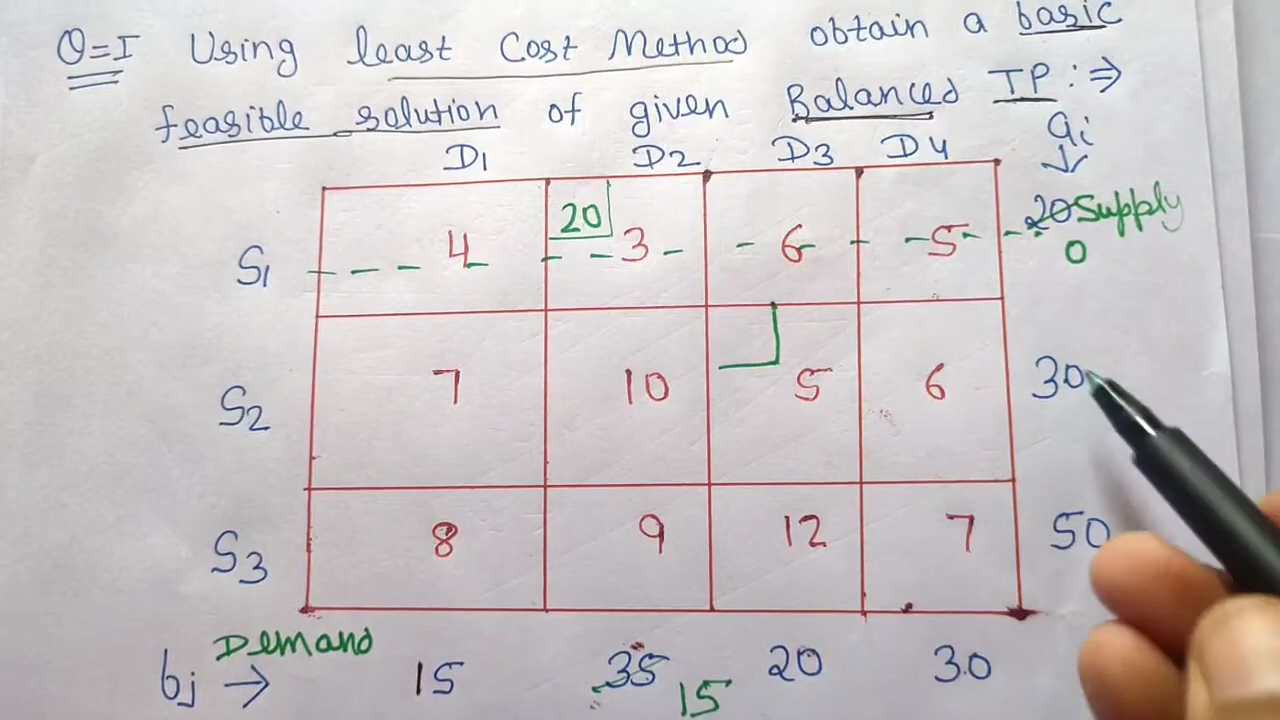 Q=I Using least Cost Method obtain a basic
feasible solution of given Balanced TP:⇒
D1 D2 D3 D4 ai ↓
S1 4 20 3 6 5 20 Supply
0
S2 7 10 5 6 30
S3 8 9 12 7 50
Demand
bj → 15 35 15 20 30